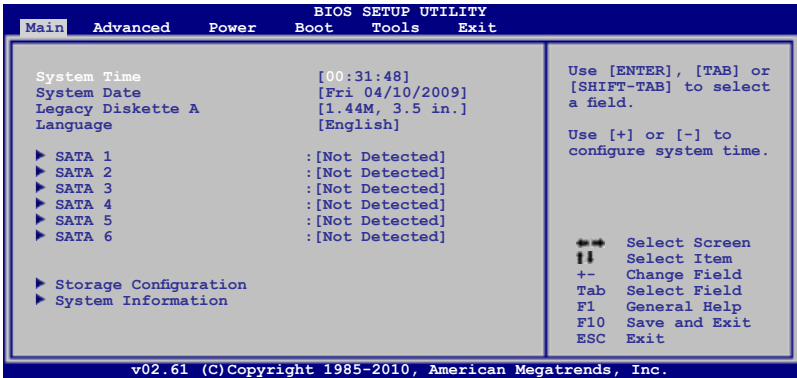 BIOS SETUP UTILITY
Main Advanced Power Boot Tools Exit
System Time [00:31:48]
System Date [Fri 04/10/2009]
Legacy Diskette A [1.44M, 3.5 in.]
Language [English]
SATA 1 :[Not Detected]
SATA 2 :[Not Detected]
SATA 3 :[Not Detected]
SATA 4 :[Not Detected]
SATA 5 :[Not Detected]
SATA 6 :[Not Detected]
Storage Configuration
System Information
Use [ENTER], [TAB] or
[SHIFT-TAB] to select
a field.
Use [+] or [-] to
configure system time.
Select Screen
Select Item
+- Change Field
Tab Select Field
F1 General Help
F10 Save and Exit
ESC Exit
v02.61 (C)Copyright 1985-2010, American Megatrends, Inc.